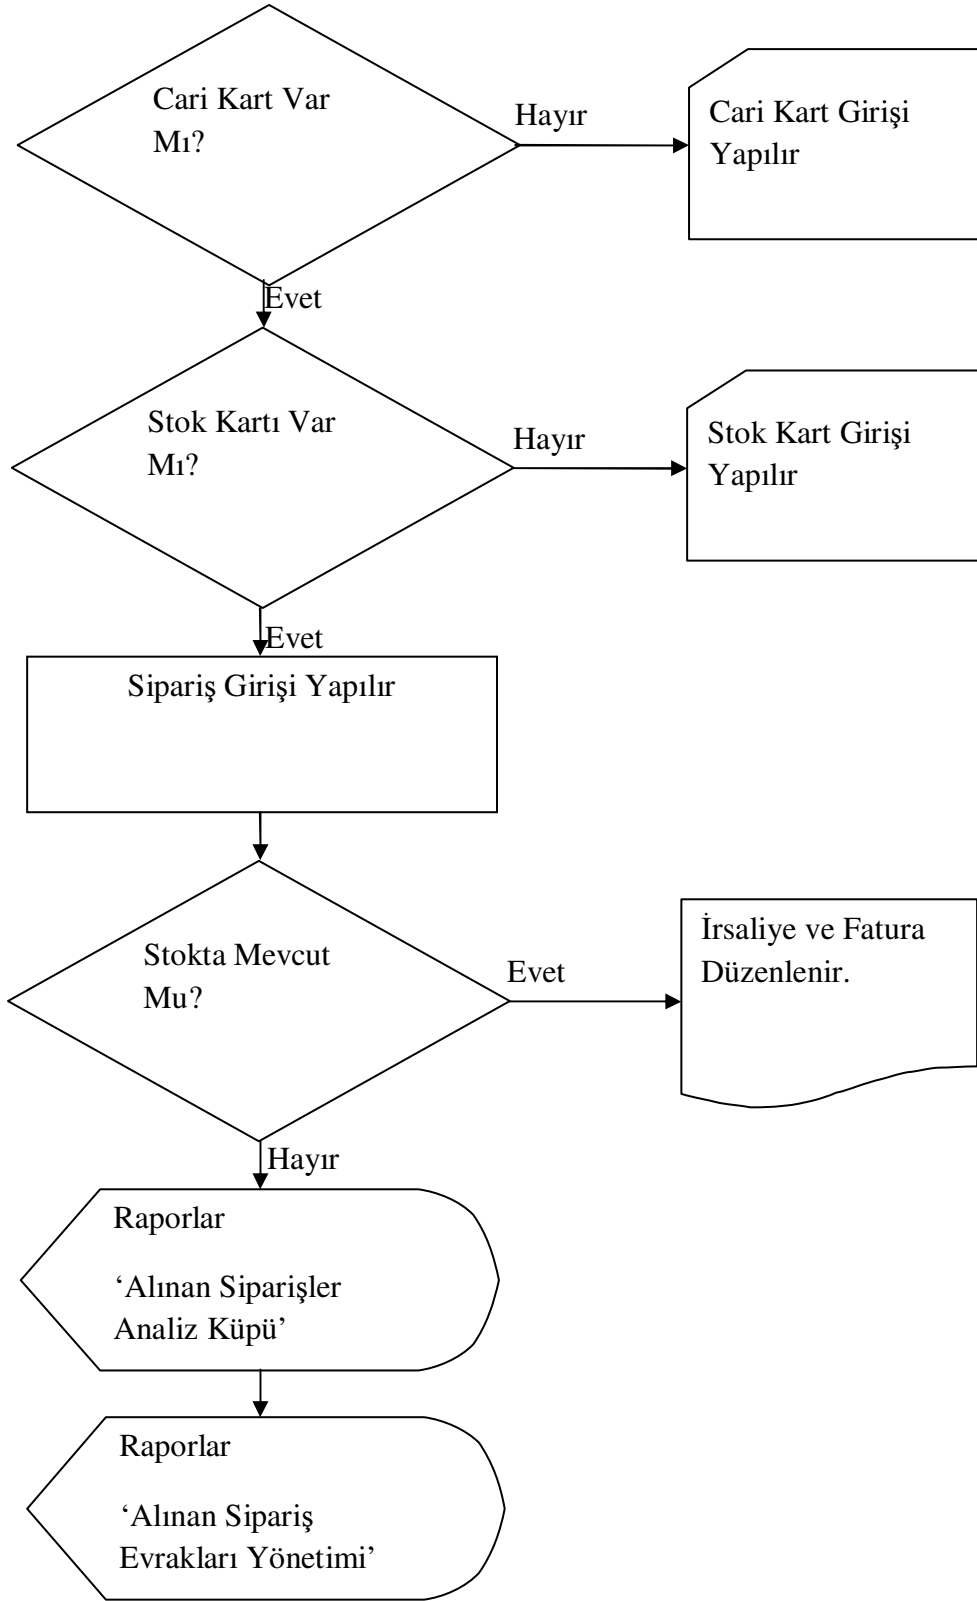 Cari Kart Var
Mı?
Hayır
Cari Kart Girişi
Yapılır
Evet
Stok Kartı Var
Mı?
Hayır
Stok Kart Girişi
Yapılır
Evet
Sipariş Girişi Yapılır
Stokta Mevcut
Mu?
Evet
İrsaliye ve Fatura
Düzenlenir.
Hayır
Raporlar
‘Alınan Siparişler
Analiz Küpü’
Raporlar
‘Alınan Sipariş
Evrakları Yönetimi’